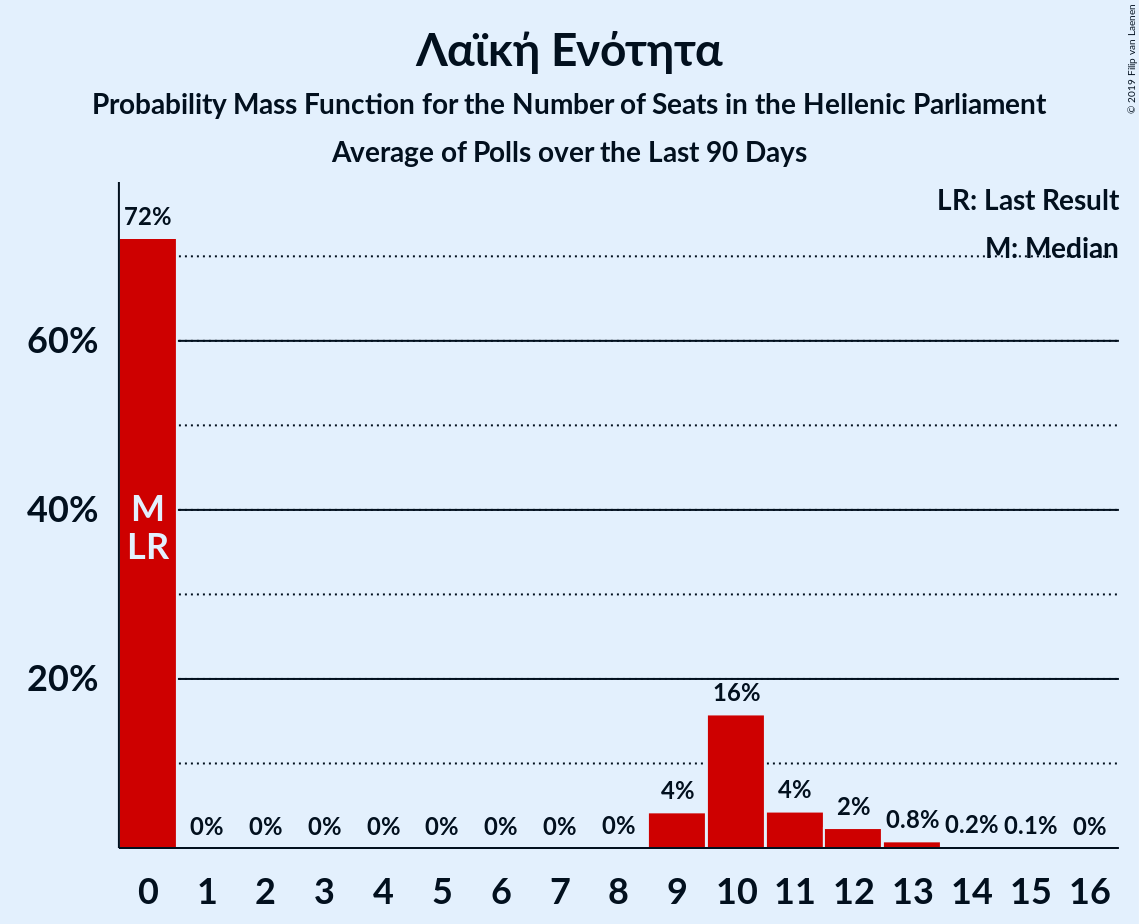 Λαϊκή Ενότητα
Probability Mass Function for the Number of Seats in the Hellenic Parliament
Average of Polls over the Last 90 Days
© 2019 Filip van Laenen
LR: Last Result
M: Median
72%
60%
40%
20%
M
LR
0% 0% 0% 0% 0% 0% 0% 0% 4% 16% 4% 2% 0.8% 0.2% 0.1% 0%
0 1 2 3 4 5 6 7 8 9 10 11 12 13 14 15 16